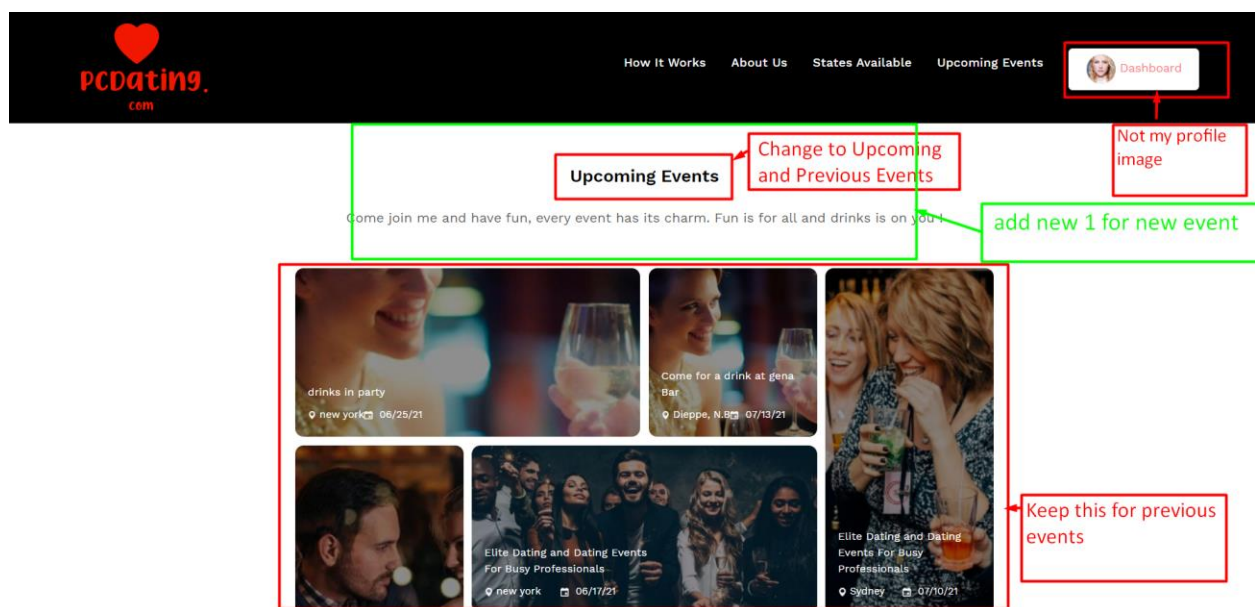 PCDating.
com
How It Works
About Us
States Available
Upcoming Events
Dashboard
Not my profile
image
Upcoming Events
Change to Upcoming
and Previous Events
Come join me and have fun, every event has its charm. Fun is for all and drinks is on you !
add new 1 for new event
drinks in party
new york 06/25/21
Come for a drink at gena
Bar
Dieppe, N.B 07/13/21
Elite Dating and Dating Events
For Busy Professionals
new york 06/17/21
Elite Dating and Dating
Events For Busy
Professionals
Sydney 07/10/21
Keep this for previous
events